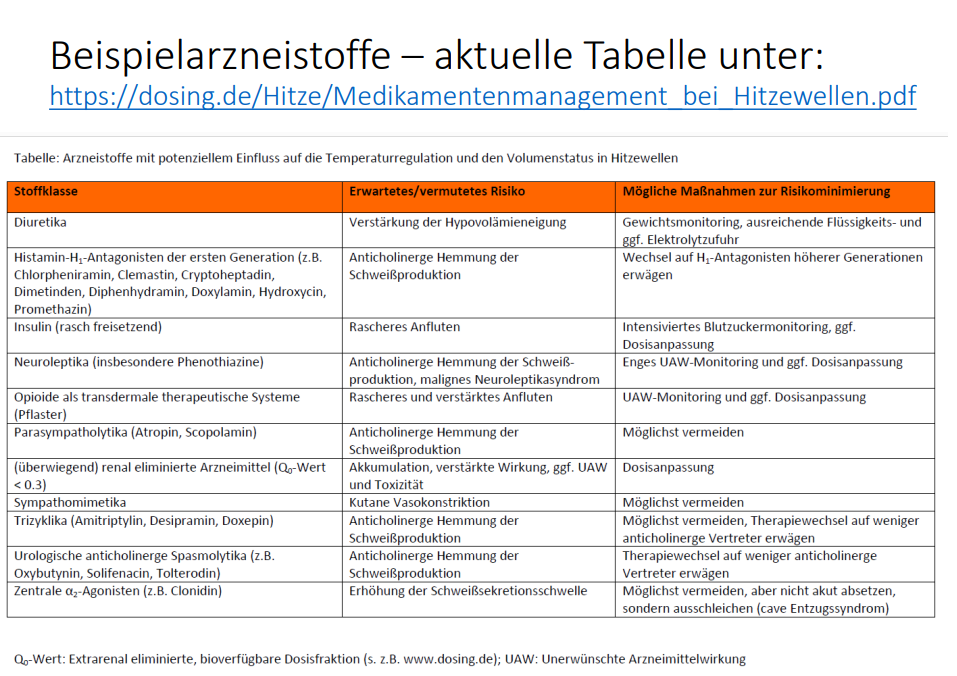 Beispielarzneistoffe – aktuelle Tabelle unter:
https://dosing.de/Hitze/Medikamentenmanagement_bei_Hitzewellen.pdf
Tabelle: Arzneistoffe mit potenziellem Einfluss auf die Temperaturregulation und den Volumenstatus in Hitzewellen
Stoffklasse
Erwartetes/vermutetes Risiko
Mögliche Maßnahmen zur Risikominimierung
Diuretika
Verstärkung der Hypovolämieneigung
Gewichtsmonitoring, ausreichende Flüssigkeits- und
ggf. Elektrolytzufuhr
Histamin-H₁-Antagonisten der ersten Generation (z.B.
Chlorpheniramin, Clemastin, Cryptoheptadin,
Dimetinden, Diphenhydramin, Doxylamin, Hydroxycin,
Promethazin)
Anticholinerge Hemmung der
Schweißproduktion
Wechsel auf H₁-Antagonisten höherer Generationen
erwägen
Insulin (rasch freisetzend)
Rascheres Anfluten
Intensiviertes Blutzuckermonitoring, ggf.
Dosisanpassung
Neuroleptika (insbesondere Phenothiazine)
Anticholinerge Hemmung der Schweiß-
produktion, malignes Neuroleptikasyndrom
Enges UAW-Monitoring und ggf. Dosisanpassung
Opioide als transdermale therapeutische Systeme
(Pflaster)
Rascheres und verstärktes Anfluten
UAW-Monitoring und ggf. Dosisanpassung
Parasympatholytika (Atropin, Scopolamin)
Anticholinerge Hemmung der
Schweißproduktion
Möglichst vermeiden
(überwiegend) renal eliminierte Arzneimittel (Q₀-Wert
< 0.3)
Akkumulation, verstärkte Wirkung, ggf. UAW
und Toxizität
Dosisanpassung
Sympathomimetika
Kutane Vasokonstriktion
Möglichst vermeiden
Trizyklika (Amitriptylin, Desipramin, Doxepin)
Anticholinerge Hemmung der
Schweißproduktion
Möglichst vermeiden, Therapiewechsel auf weniger
anticholinerge Vertreter erwägen
Urologische anticholinerge Spasmolytika (z.B.
Oxybutynin, Solifenacin, Tolterodin)
Anticholinerge Hemmung der
Schweißproduktion
Therapiewechsel auf weniger anticholinerge
Vertreter erwägen
Zentrale α₂-Agonisten (z.B. Clonidin)
Erhöhung der Schweißsekretionsschwelle
Möglichst vermeiden, aber nicht akut absetzen,
sondern ausschleichen (cave Entzugssyndrom)
Q₀-Wert: Extrarenal eliminierte, bioverfügbare Dosisfraktion (s. z.B. www.dosing.de); UAW: Unerwünschte Arzneimittelwirkung